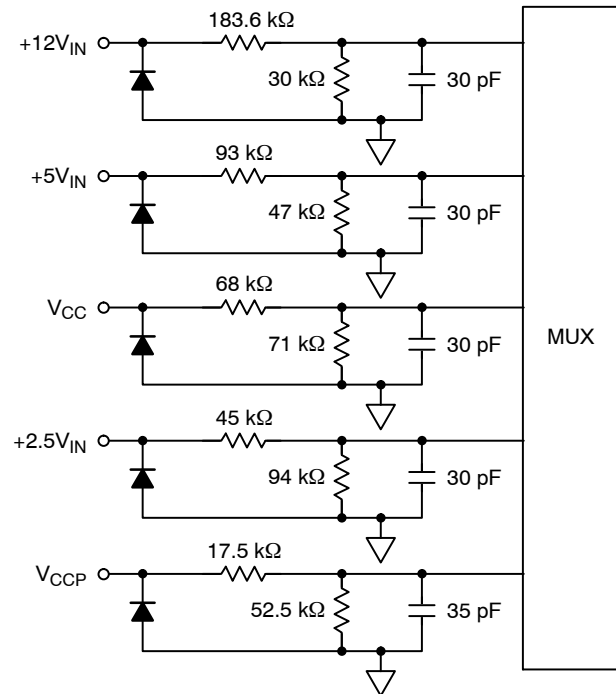 183.6 kΩ
+12V_IN
30 kΩ
30 pF
93 kΩ
+5V_IN
47 kΩ
30 pF
68 kΩ
V_CC
71 kΩ
30 pF
MUX
45 kΩ
+2.5V_IN
94 kΩ
30 pF
17.5 kΩ
V_CCP
52.5 kΩ
35 pF